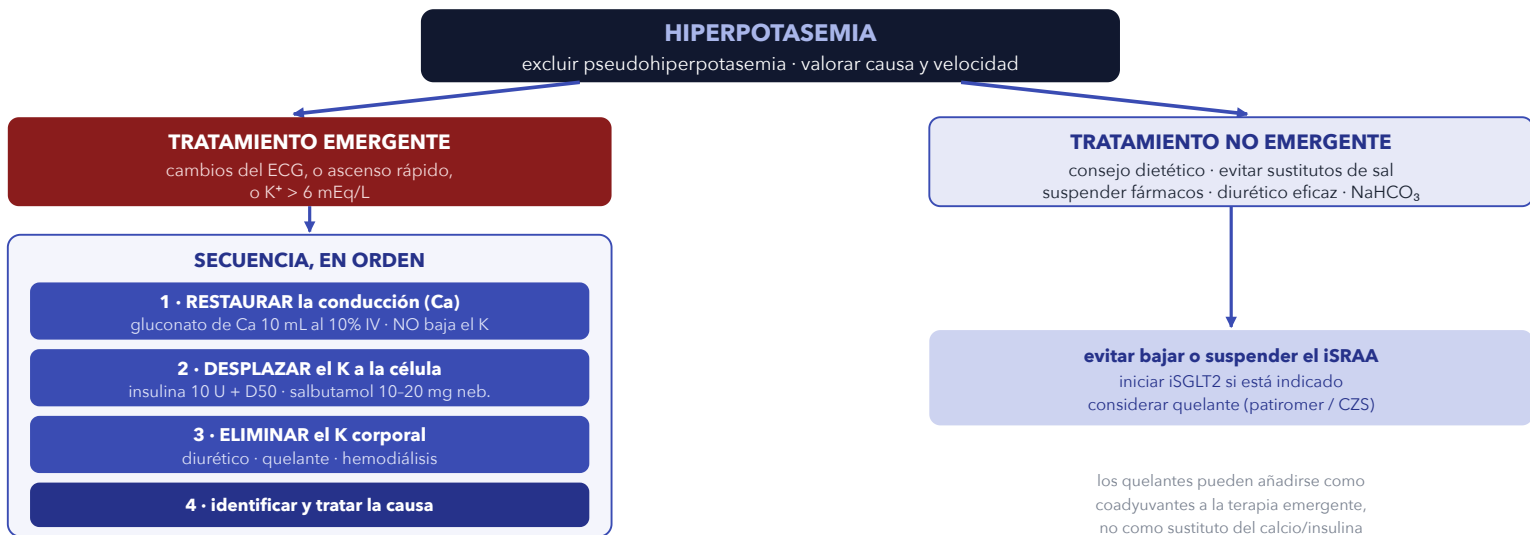 HIPERPOTASEMIA
excluir pseudohiperpotasemia · valorar causa y velocidad
TRATAMIENTO EMERGENTE
cambios del ECG, o ascenso rápido,
o K⁺ > 6 mEq/L
SECUENCIA, EN ORDEN
1 · RESTAURAR la conducción (Ca)
gluconato de Ca 10 mL al 10% IV · NO baja el K
2 · DESPLAZAR el K a la célula
insulina 10 U + D50 · salbutamol 10–20 mg neb.
3 · ELIMINAR el K corporal
diurético · quelante · hemodiálisis
4 · identificar y tratar la causa
TRATAMIENTO NO EMERGENTE
consejo dietético · evitar sustitutos de sal
suspender fármacos · diurético eficaz · NaHCO₃
evitar bajar o suspender el iSRAA
iniciar iSGLT2 si está indicado
considerar quelante (patiromer / CZS)
los quelantes pueden añadirse como
coadyuvantes a la terapia emergente,
no como sustituto del calcio/insulina